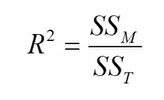 R² = SS_M / SS_T